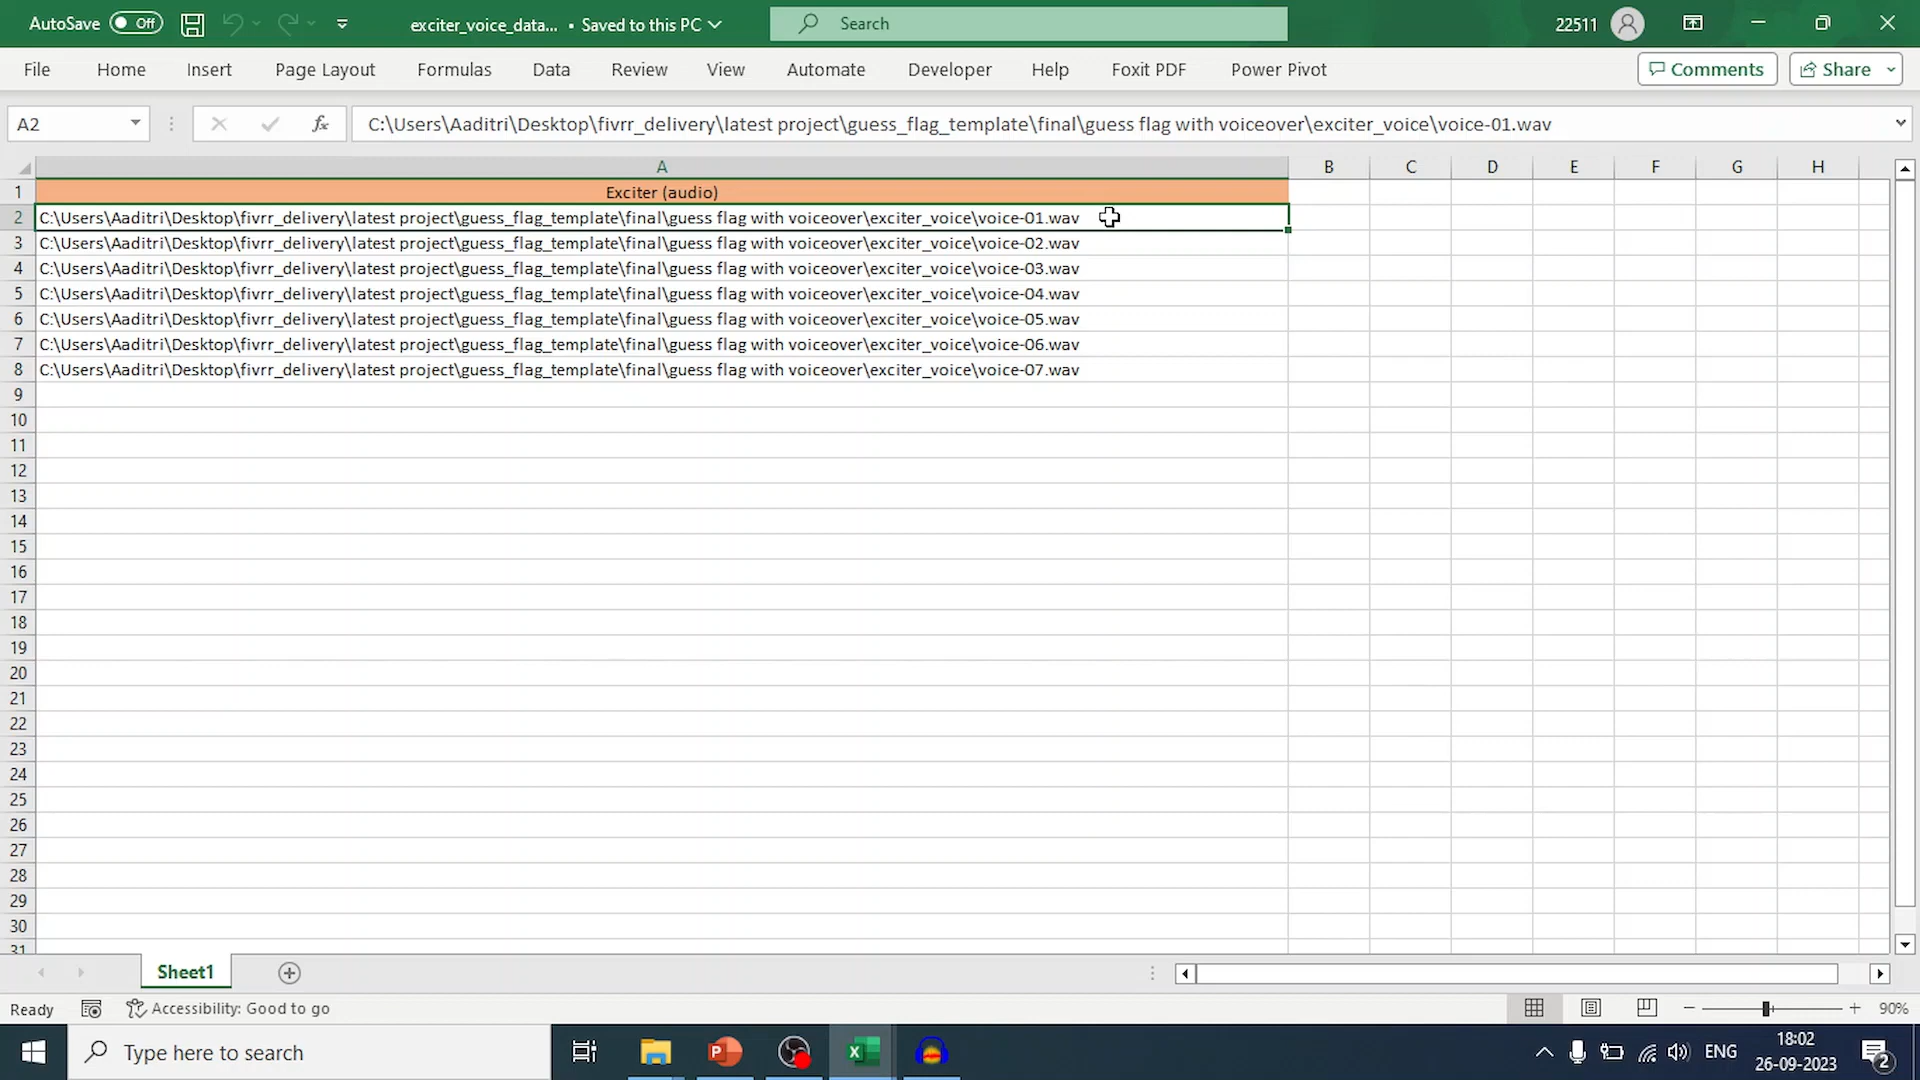 AutoSave Off exciter_voice_data... • Saved to this PC Search 22511
File Home Insert Page Layout Formulas Data Review View Automate Developer Help Foxit PDF Power Pivot Comments Share
A2 fx C:\Users\Aaditri\Desktop\fivrr_delivery\latest project\guess_flag_template\final\guess flag with voiceover\exciter_voice\voice-01.wav
A B C D E F G H
1 Exciter (audio)
2 C:\Users\Aaditri\Desktop\fivrr_delivery\latest project\guess_flag_template\final\guess flag with voiceover\exciter_voice\voice-01.wav
3 C:\Users\Aaditri\Desktop\fivrr_delivery\latest project\guess_flag_template\final\guess flag with voiceover\exciter_voice\voice-02.wav
4 C:\Users\Aaditri\Desktop\fivrr_delivery\latest project\guess_flag_template\final\guess flag with voiceover\exciter_voice\voice-03.wav
5 C:\Users\Aaditri\Desktop\fivrr_delivery\latest project\guess_flag_template\final\guess flag with voiceover\exciter_voice\voice-04.wav
6 C:\Users\Aaditri\Desktop\fivrr_delivery\latest project\guess_flag_template\final\guess flag with voiceover\exciter_voice\voice-05.wav
7 C:\Users\Aaditri\Desktop\fivrr_delivery\latest project\guess_flag_template\final\guess flag with voiceover\exciter_voice\voice-06.wav
8 C:\Users\Aaditri\Desktop\fivrr_delivery\latest project\guess_flag_template\final\guess flag with voiceover\exciter_voice\voice-07.wav
9
10
11
12
13
14
15
16
17
18
19
20
21
22
23
24
25
26
27
28
29
30
31
Sheet1
Ready Accessibility: Good to go 90%
Type here to search ENG 18:02
26-09-2023 2